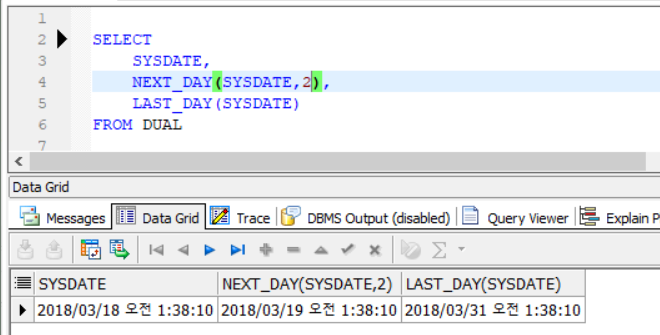 1
2 SELECT
3 SYSDATE,
4 NEXT_DAY(SYSDATE,2),
5 LAST_DAY(SYSDATE)
6 FROM DUAL
7
Data Grid
Messages Data Grid Trace DBMS Output (disabled) Query Viewer Explain P
SYSDATE NEXT_DAY(SYSDATE,2) LAST_DAY(SYSDATE)
2018/03/18 오전 1:38:10 2018/03/19 오전 1:38:10 2018/03/31 오전 1:38:10